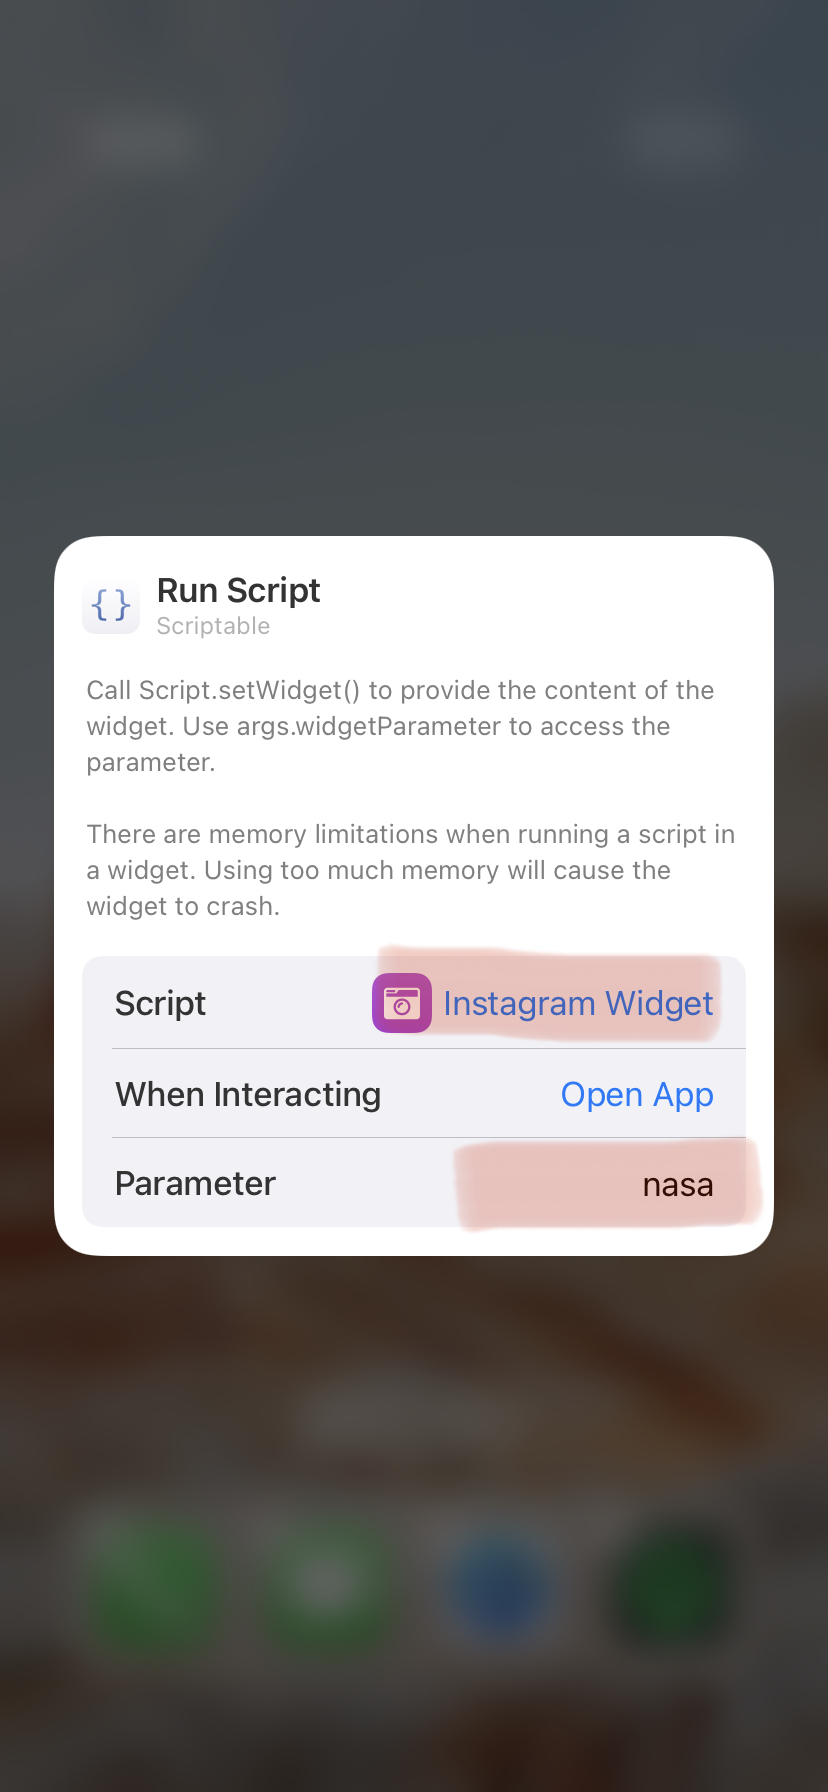 {}
Run Script
Scriptable
Call Script.setWidget() to provide the content of the
widget. Use args.widgetParameter to access the
parameter.
There are memory limitations when running a script in
a widget. Using too much memory will cause the
widget to crash.
Script Instagram Widget
When Interacting Open App
Parameter nasa